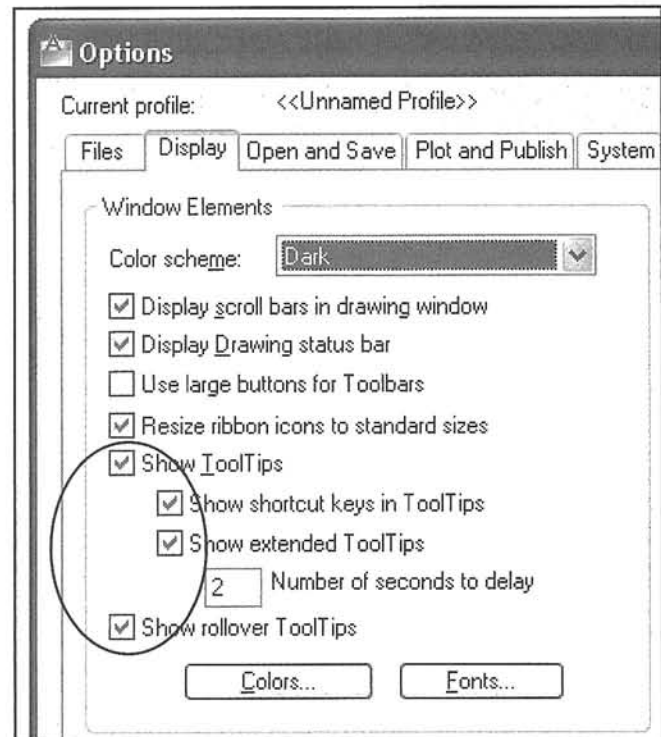 Options
Current profile: <<Unnamed Profile>>
Files Display Open and Save Plot and Publish System
Window Elements
Color scheme: Dark
Display scroll bars in drawing window
Display Drawing status bar
Use large buttons for Toolbars
Resize ribbon icons to standard sizes
Show ToolTips
Show shortcut keys in ToolTips
Show extended ToolTips
2 Number of seconds to delay
Show rollover ToolTips
Colors... Fonts...